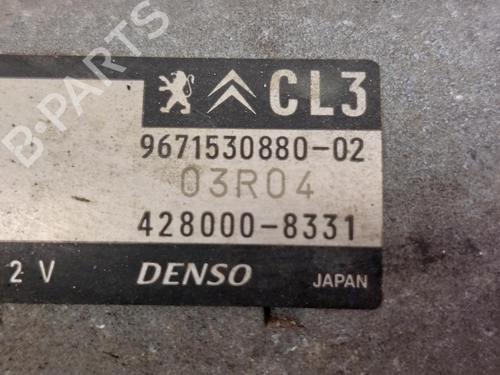 B-PARTS
CL3
9671530880-02
03R04
428000-8331
2 V DENSO JAPAN